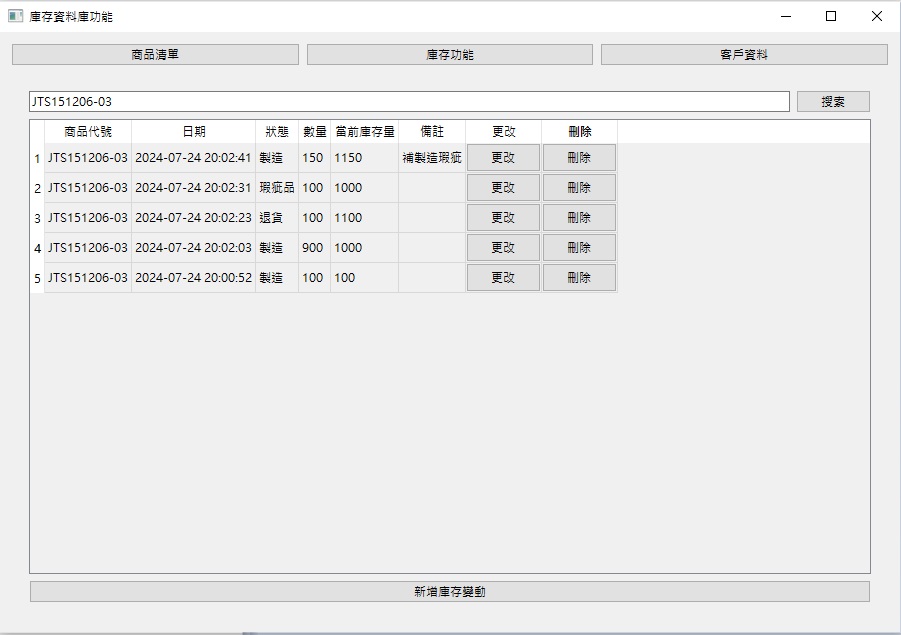 庫存資料庫功能
商品清單 庫存功能 客戶資料
JTS151206-03 搜索
商品代號 日期 狀態 數量 當前庫存量 備註 更改 刪除
1 JTS151206-03 2024-07-24 20:02:41 製造 150 1150 補製造瑕疵 更改 刪除
2 JTS151206-03 2024-07-24 20:02:31 瑕疵品 100 1000 更改 刪除
3 JTS151206-03 2024-07-24 20:02:23 退貨 100 1100 更改 刪除
4 JTS151206-03 2024-07-24 20:02:03 製造 900 1000 更改 刪除
5 JTS151206-03 2024-07-24 20:00:52 製造 100 100 更改 刪除
新增庫存變動